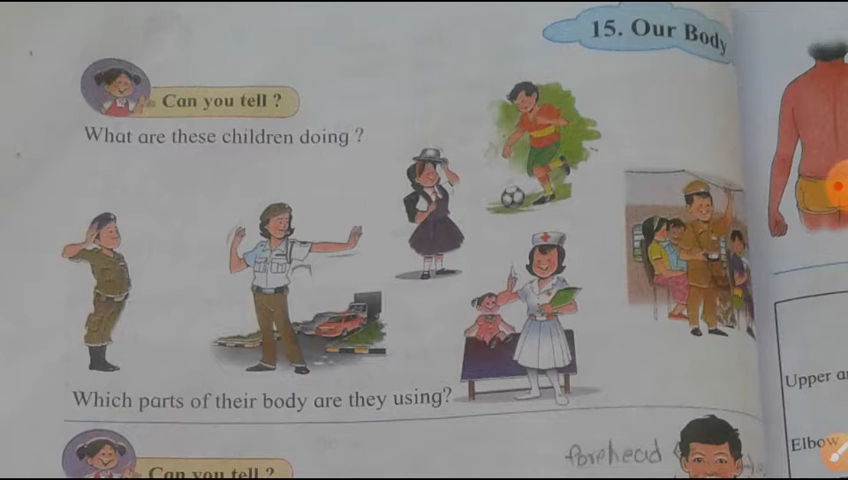 15. Our Body
Can you tell ?
What are these children doing ?
Which parts of their body are they using?
Can you tell ?
forehead
Upper
Elbow